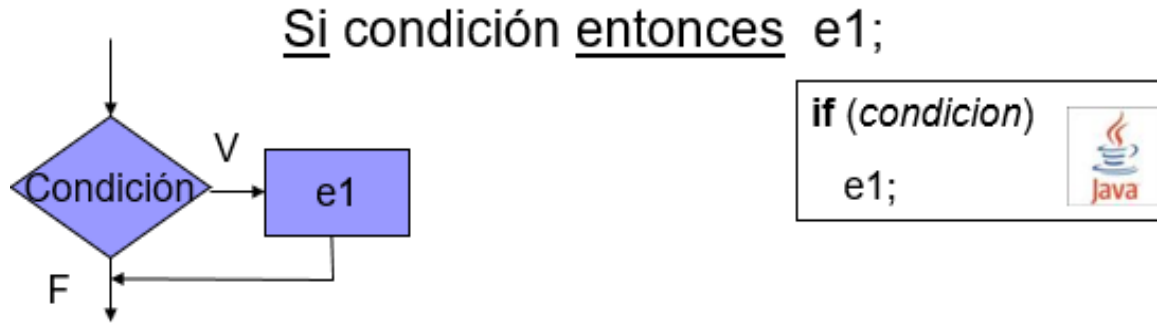 Si condición entonces e1;
Condición
V
e1
F
if (condicion)
e1;
Java